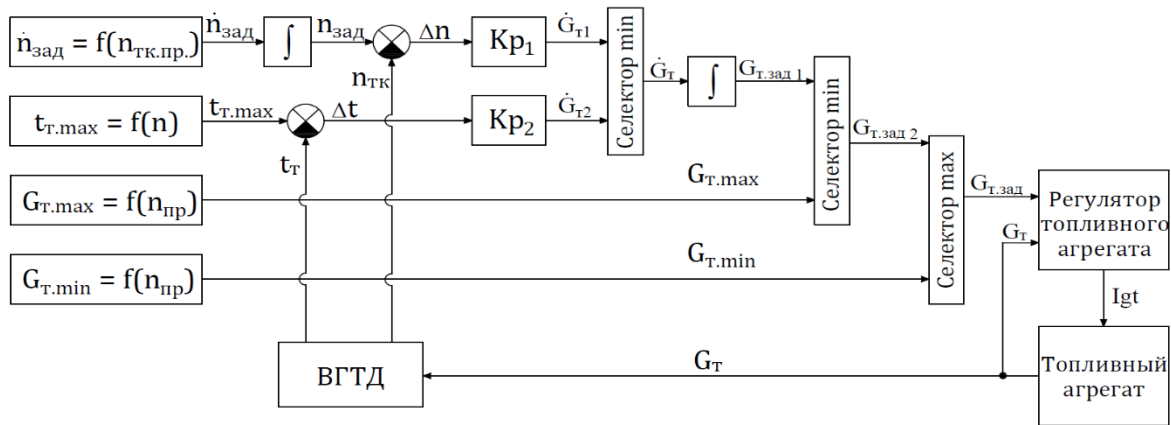 ṅзад = f(nтк.пр.)
ṅзад
∫
nзад
Δn
Кр₁
Ġт1
nтк
Селектор min
Ġт
∫
Gт.зад 1
tт.max = f(n)
tт.max
Δt
Кр₂
Ġт2
tт
Селектор min
Gт.зад 2
Gт.max = f(nпр)
Gт.max
Селектор max
Gт.зад
Регулятор
топливного
агрегата
Gт
Gт.min = f(nпр)
Gт.min
Igt
ВГТД
Gт
Топливный
агрегат